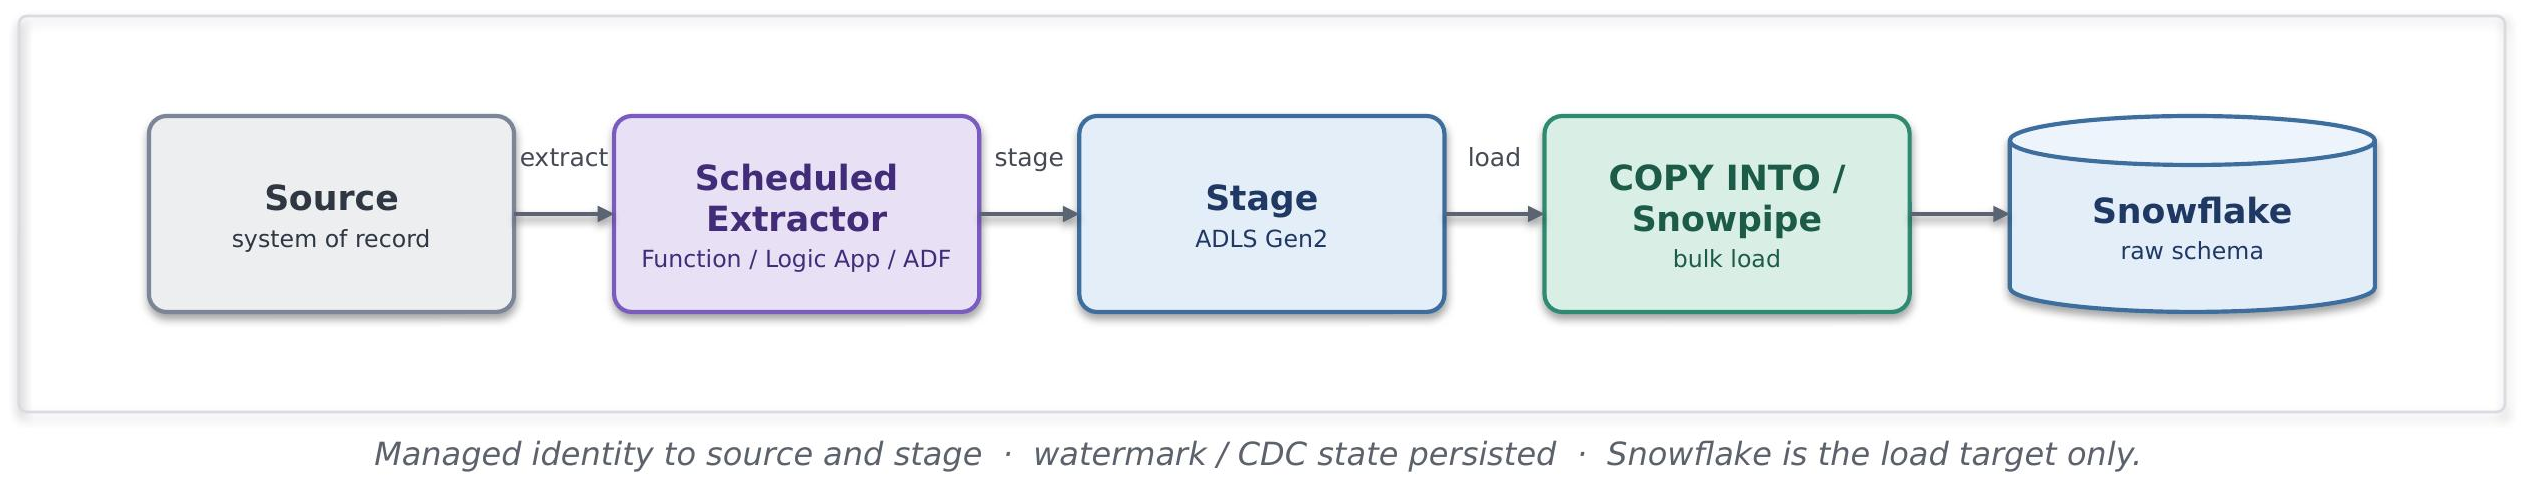 Source
system of record
extract
Scheduled
Extractor
Function / Logic App / ADF
stage
Stage
ADLS Gen2
load
COPY INTO /
Snowpipe
bulk load
Snowflake
raw schema
Managed identity to source and stage · watermark / CDC state persisted · Snowflake is the load target only.